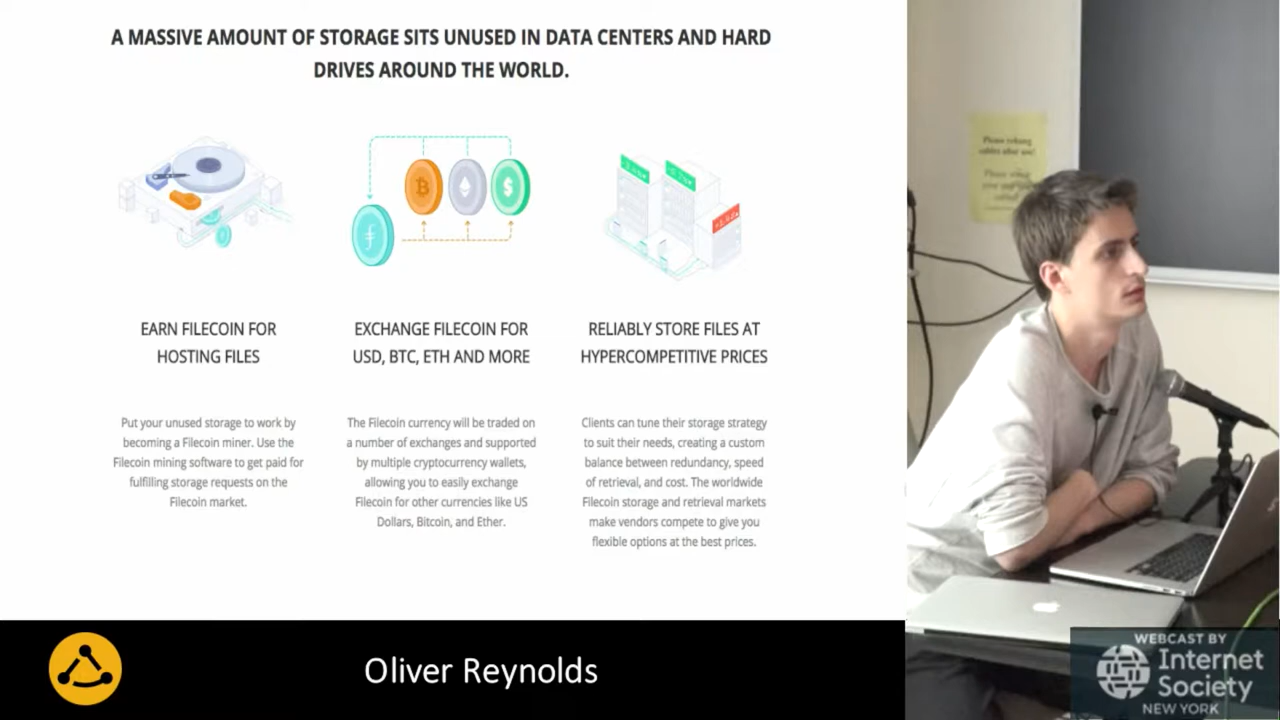 A MASSIVE AMOUNT OF STORAGE SITS UNUSED IN DATA CENTERS AND HARD
DRIVES AROUND THE WORLD.
EARN FILECOIN FOR
HOSTING FILES
Put your unused storage to work by
becoming a Filecoin miner. Use the
Filecoin mining software to get paid for
fulfilling storage requests on the
Filecoin market.
EXCHANGE FILECOIN FOR
USD, BTC, ETH AND MORE
The Filecoin currency will be traded on
a number of exchanges and supported
by multiple cryptocurrency wallets,
allowing you to easily exchange
Filecoin for other currencies like US
Dollars, Bitcoin, and Ether.
RELIABLY STORE FILES AT
HYPERCOMPETITIVE PRICES
Clients can tune their storage strategy
to suit their needs, creating a custom
balance between redundancy, speed
of retrieval, and cost. The worldwide
Filecoin storage and retrieval markets
make vendors compete to give you
flexible options at the best prices.
Please
cables after use!
Please
Oliver Reynolds
WEBCAST BY
Internet
Society
NEW YORK